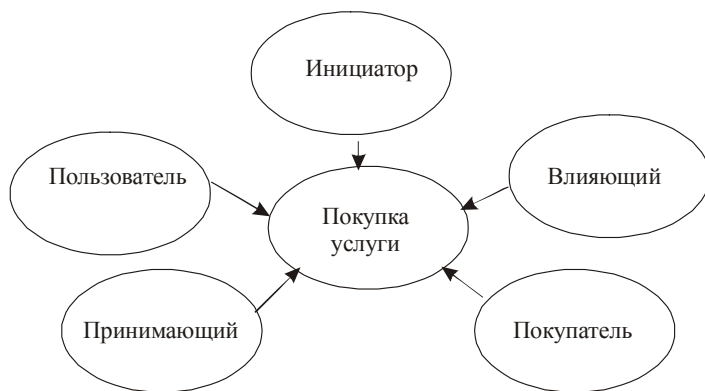 Инициатор
Пользователь
Влияющий
Покупка
услуги
Принимающий
Покупатель